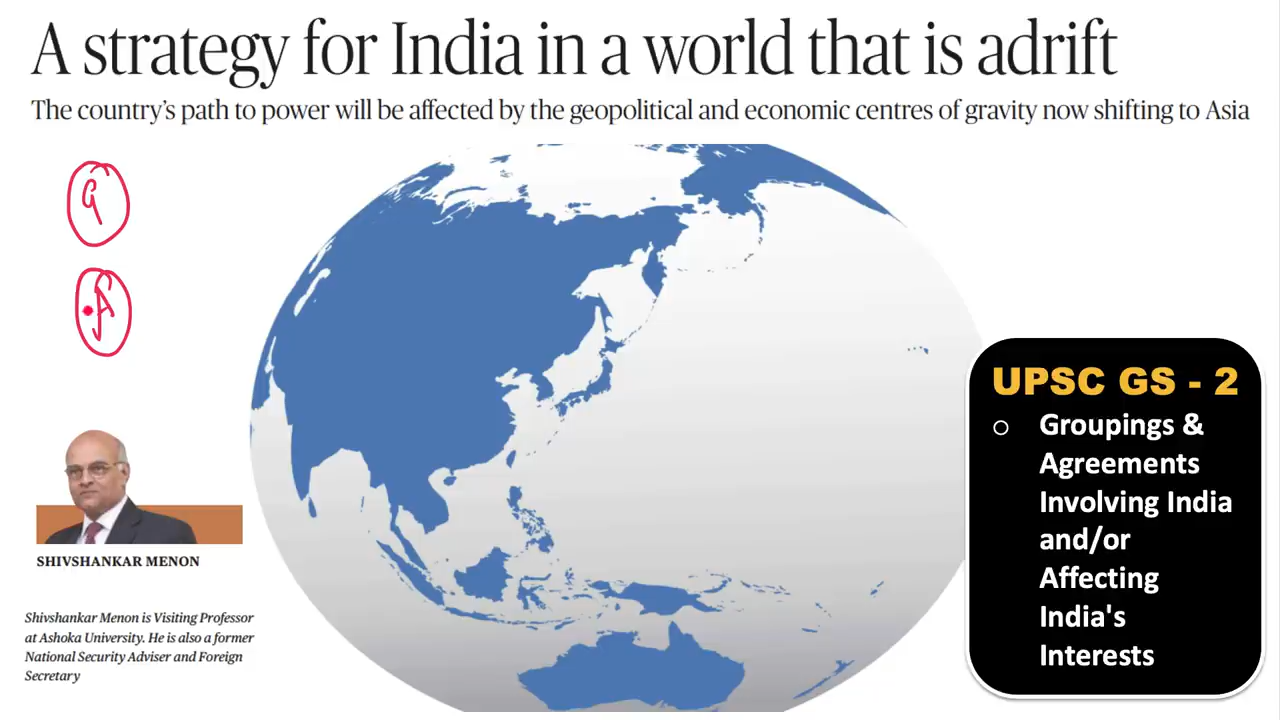 A strategy for India in a world that is adrift
The country's path to power will be affected by the geopolitical and economic centres of gravity now shifting to Asia
SHIVSHANKAR MENON
Shivshankar Menon is Visiting Professor
at Ashoka University. He is also a former
National Security Adviser and Foreign
Secretary
UPSC GS - 2
Groupings &
Agreements
Involving India
and/or
Affecting
India's
Interests